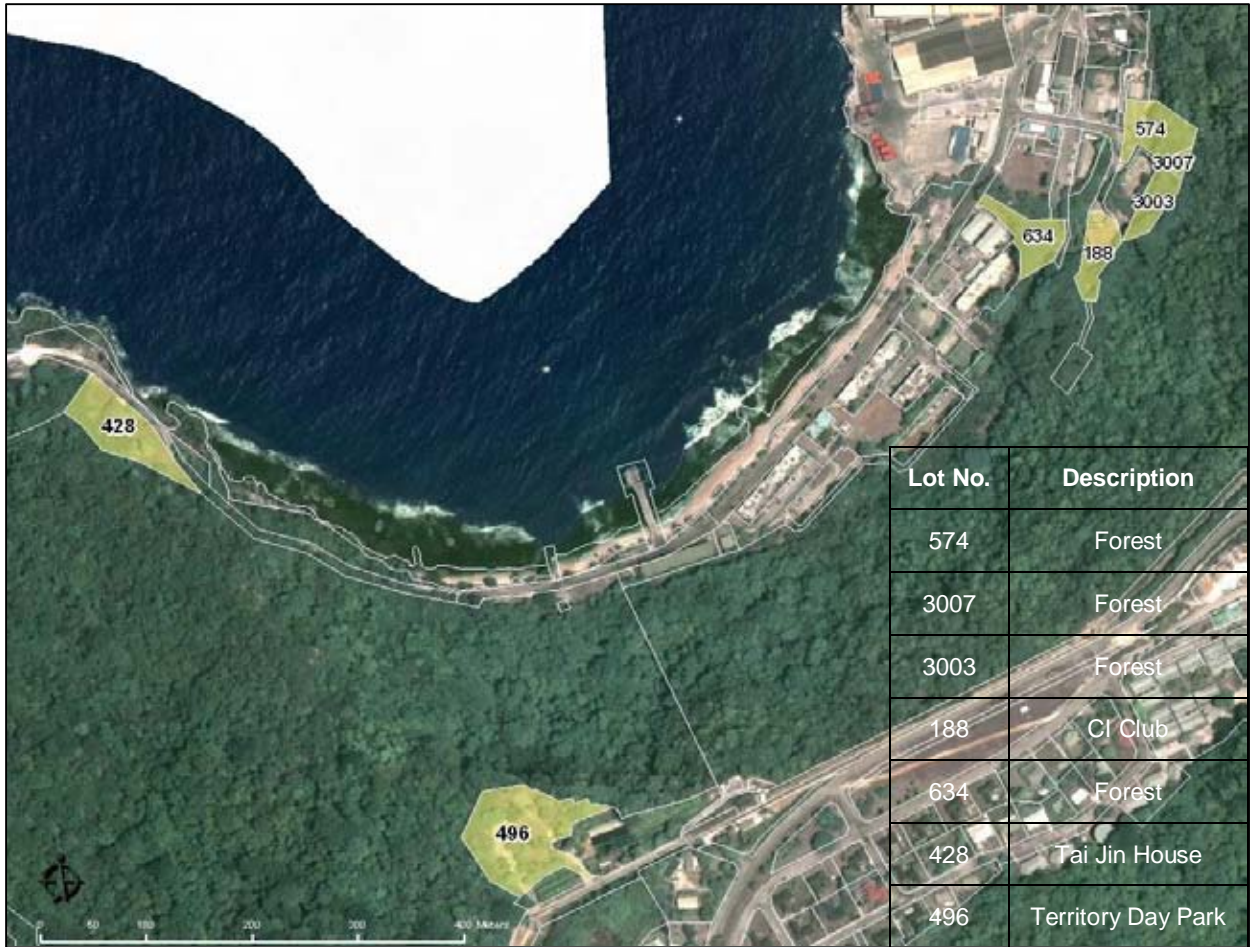 574
3007
3003
634
188
428
Lot No. Description
574 Forest
3007 Forest
3003 Forest
188 CI Club
634 Forest
428 Tai Jin House
496 Territory Day Park
496
0 50 100 200 300 400 Meters